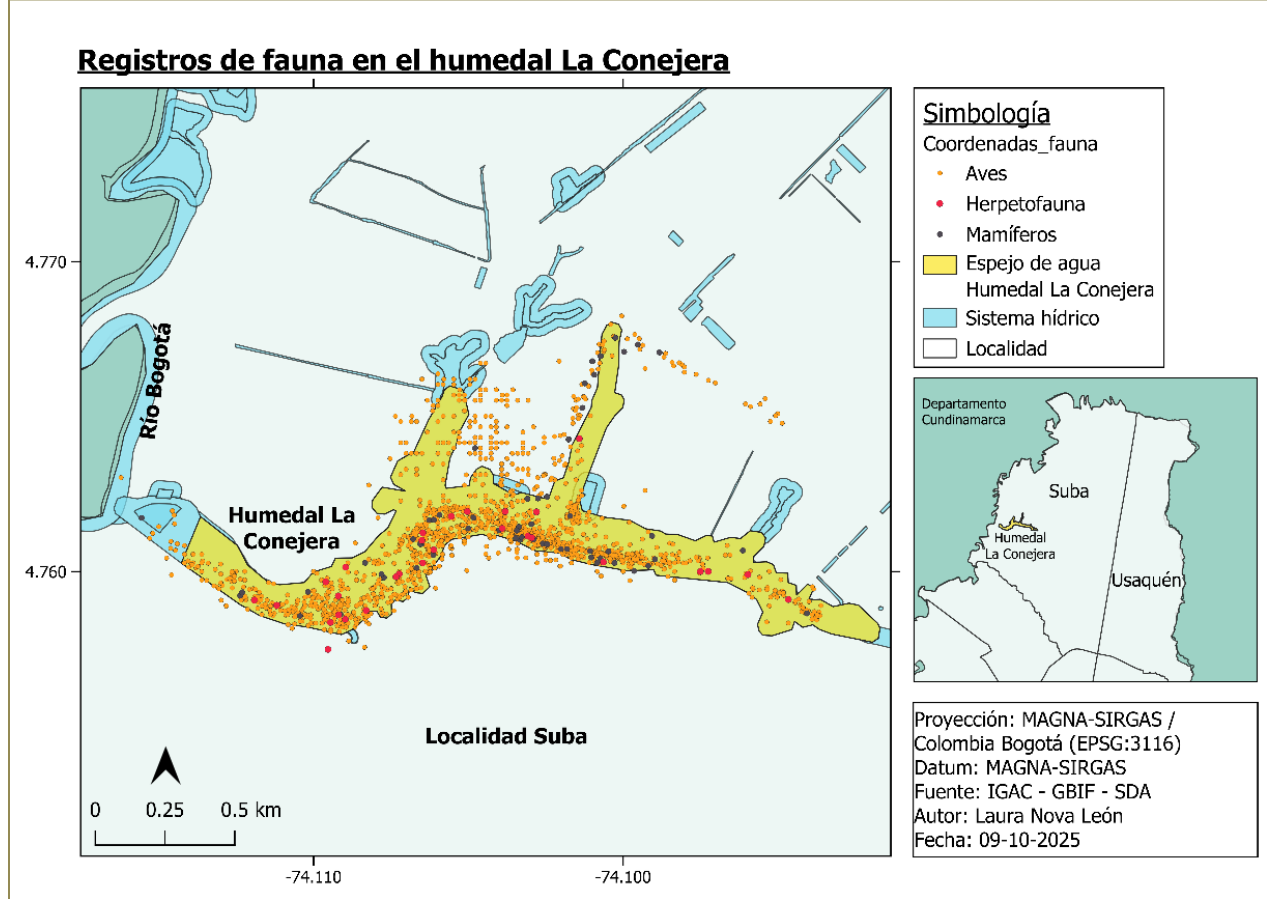 Registros de fauna en el humedal La Conejera
4.770
4.760
-74.110
-74.100
Río Bogotá
Humedal La
Conejera
Localidad Suba
0 0.25 0.5 km
Simbología
Coordenadas_fauna
Aves
Herpetofauna
Mamíferos
Espejo de agua
Humedal La Conejera
Sistema hídrico
Localidad
Departamento
Cundinamarca
Suba
Humedal
La Conejera
Usaquén
Proyección: MAGNA-SIRGAS /
Colombia Bogotá (EPSG:3116)
Datum: MAGNA-SIRGAS
Fuente: IGAC - GBIF - SDA
Autor: Laura Nova León
Fecha: 09-10-2025